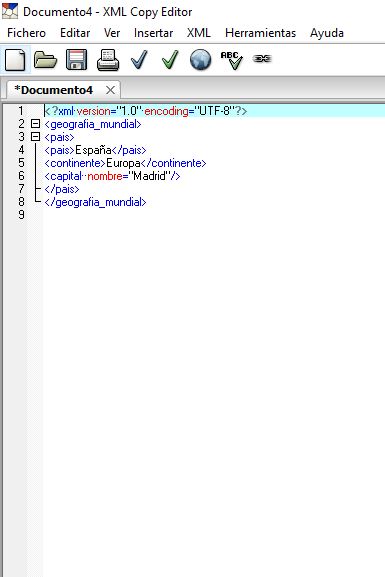 Documento4 - XML Copy Editor
Fichero Editar Ver Insertar XML Herramientas Ayuda
ABC
*Documento4
1 <?xml version="1.0" encoding="UTF-8"?>
2 <geografia_mundial>
3 <pais>
4 <pais>España</pais>
5 <continente>Europa</continente>
6 <capital nombre="Madrid"/>
7 </pais>
8 </geografia_mundial>
9